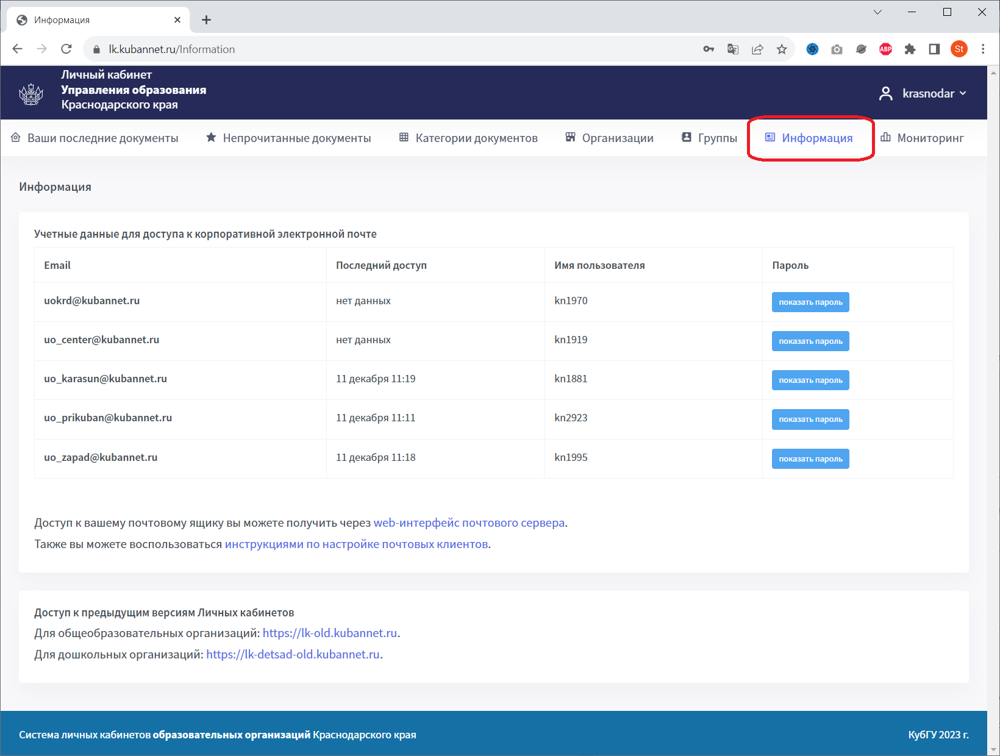 Информация
lk.kubannet.ru/Information
ABP
St
Личный кабинет
Управления образования
Краснодарского края
krasnodar
Ваши последние документы
Непрочитанные документы
Категории документов
Организации
Группы
Информация
Мониторинг
Информация
Учетные данные для доступа к корпоративной электронной почте
Email Последний доступ Имя пользователя Пароль
uokrd@kubannet.ru нет данных kn1970 показать пароль
uo_center@kubannet.ru нет данных kn1919 показать пароль
uo_karasun@kubannet.ru 11 декабря 11:19 kn1881 показать пароль
uo_prikuban@kubannet.ru 11 декабря 11:11 kn2923 показать пароль
uo_zapad@kubannet.ru 11 декабря 11:18 kn1995 показать пароль
Доступ к вашему почтовому ящику вы можете получить через web-интерфейс почтового сервера.
Также вы можете воспользоваться инструкциями по настройке почтовых клиентов.
Доступ к предыдущим версиям Личных кабинетов
Для общеобразовательных организаций: https://lk-old.kubannet.ru.
Для дошкольных организаций: https://lk-detsad-old.kubannet.ru.
Система личных кабинетов образовательных организаций Краснодарского края
КубГУ 2023 г.